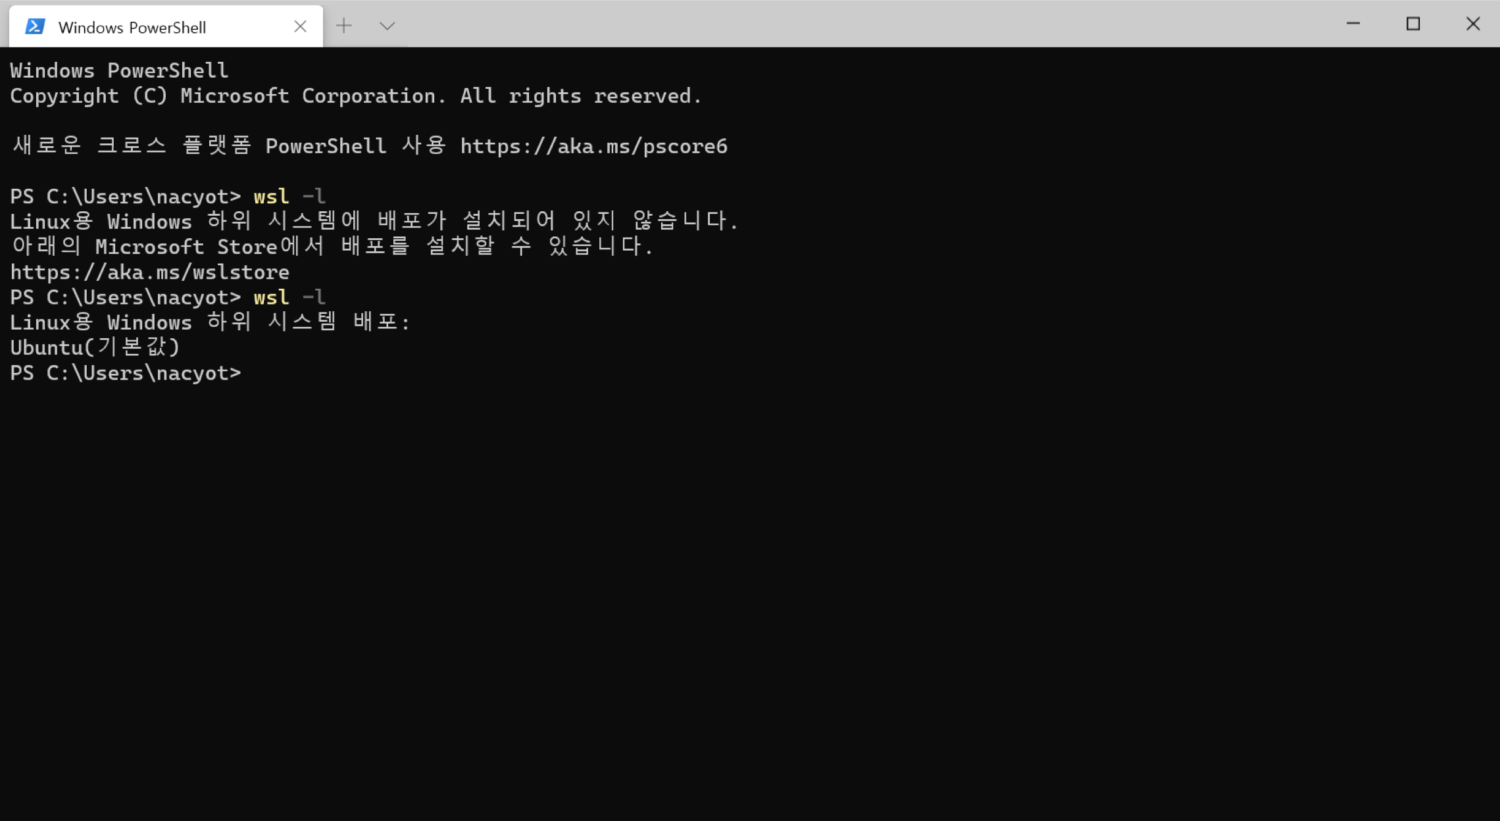 Windows PowerShell
Windows PowerShell
Copyright (C) Microsoft Corporation. All rights reserved.
새로운 크로스 플랫폼 PowerShell 사용 https://aka.ms/pscore6
PS C:\Users\nacyot> wsl -l
Linux용 Windows 하위 시스템에 배포가 설치되어 있지 않습니다.
아래의 Microsoft Store에서 배포를 설치할 수 있습니다.
https://aka.ms/wslstore
PS C:\Users\nacyot> wsl -l
Linux용 Windows 하위 시스템 배포:
Ubuntu(기본값)
PS C:\Users\nacyot>